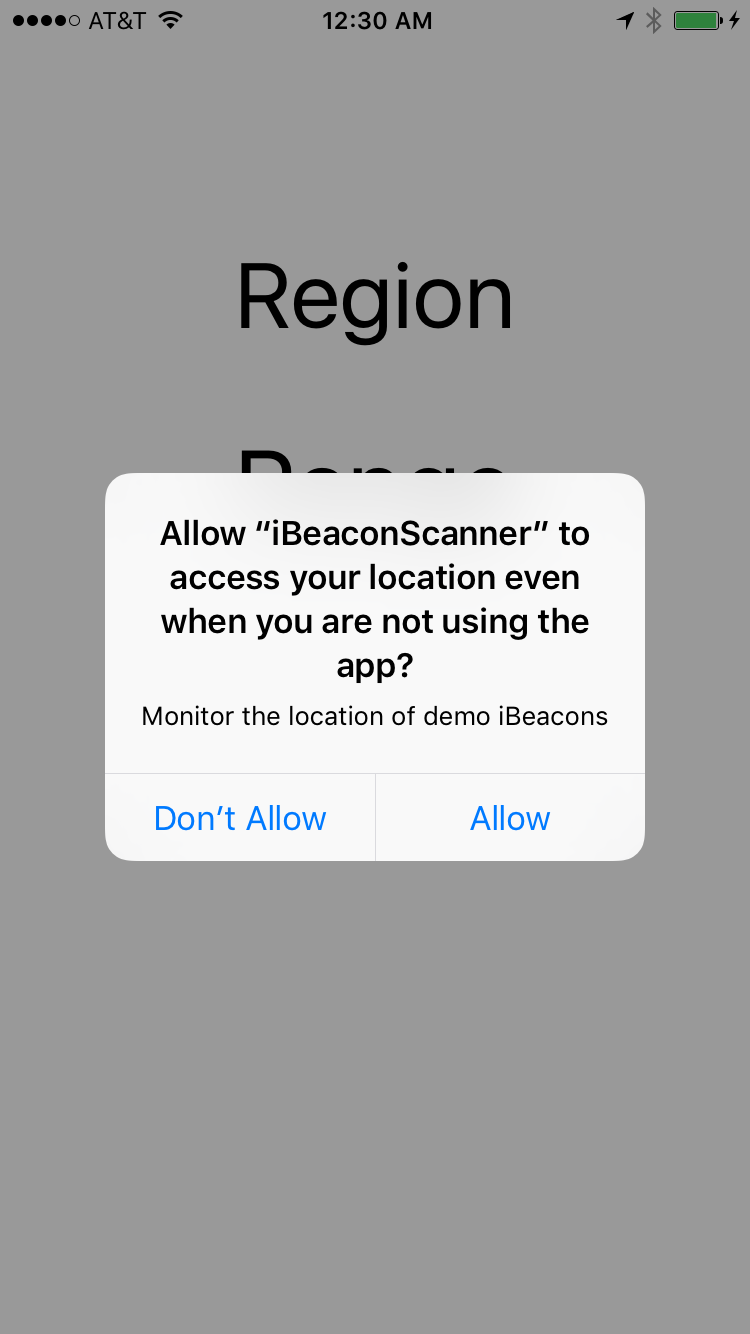 AT&T 12:30 AM
Region
Range
Allow “iBeaconScanner” to
access your location even
when you are not using the
app?
Monitor the location of demo iBeacons
Don’t Allow Allow